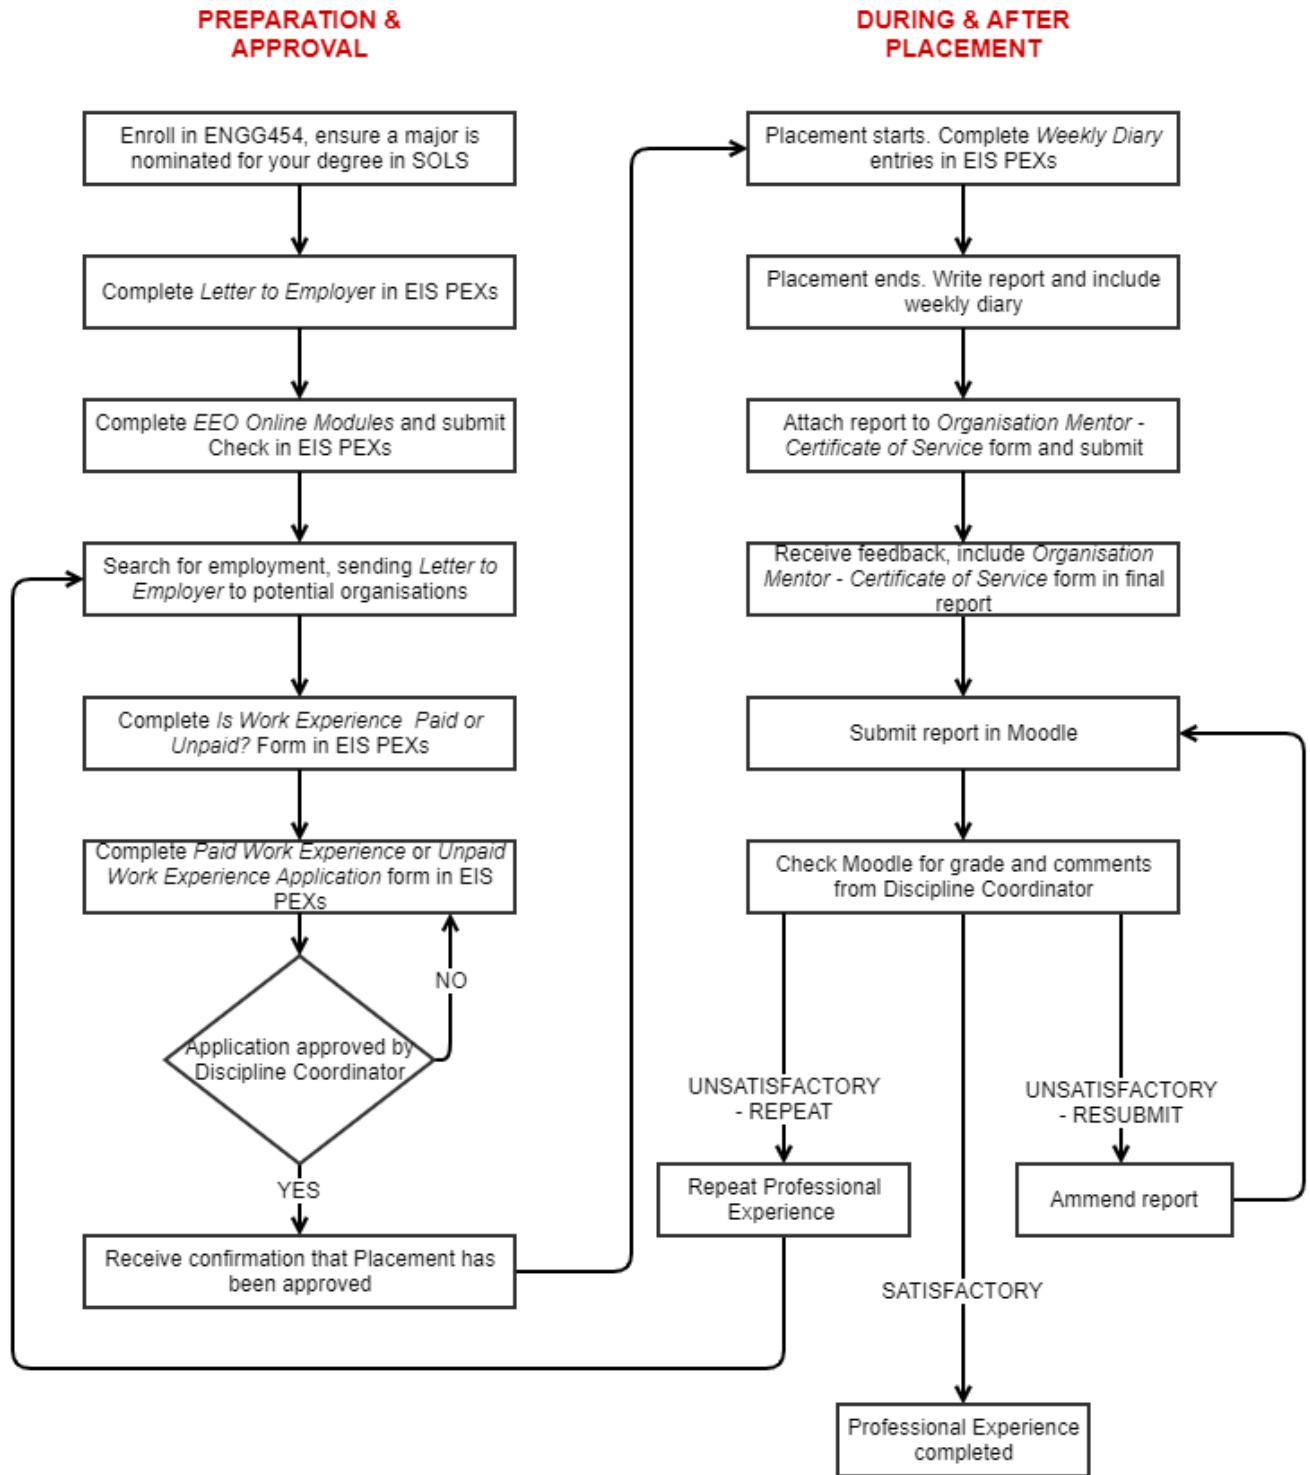 PREPARATION &
APPROVAL
Enroll in ENGG454, ensure a major is
nominated for your degree in SOLS
Complete Letter to Employer in EIS PEXs
Complete EEO Online Modules and submit
Check in EIS PEXs
Search for employment, sending Letter to
Employer to potential organisations
Complete Is Work Experience Paid or
Unpaid? Form in EIS PEXs
Complete Paid Work Experience or Unpaid
Work Experience Application form in EIS
PEXs
NO
Application approved by
Discipline Coordinator
YES
Receive confirmation that Placement has
been approved
DURING & AFTER
PLACEMENT
Placement starts. Complete Weekly Diary
entries in EIS PEXs
Placement ends. Write report and include
weekly diary
Attach report to Organisation Mentor -
Certificate of Service form and submit
Receive feedback, include Organisation
Mentor - Certificate of Service form in final
report
Submit report in Moodle
Check Moodle for grade and comments
from Discipline Coordinator
UNSATISFACTORY
- REPEAT
UNSATISFACTORY
- RESUBMIT
Repeat Professional
Experience
Ammend report
SATISFACTORY
Professional Experience
completed